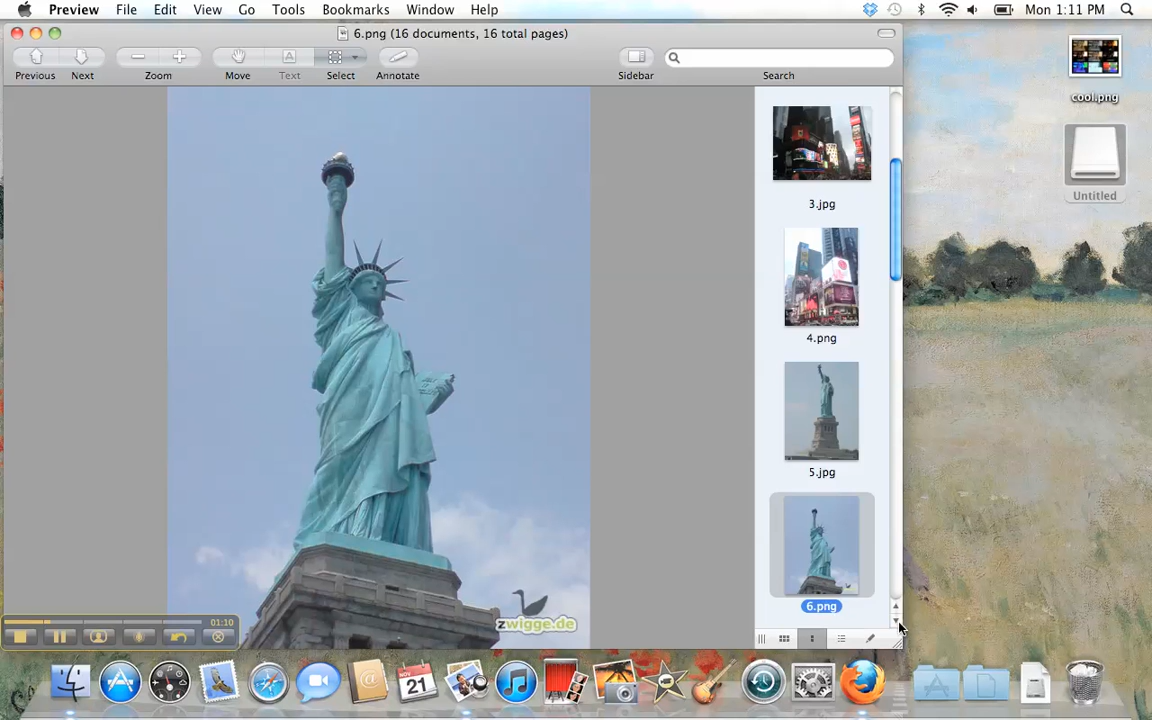 Preview File Edit View Go Tools Bookmarks Window Help Mon 1:11 PM
6.png (16 documents, 16 total pages)
Previous Next Zoom Move Text Select Annotate Sidebar Search
cool.png
Untitled
3.jpg
4.png
5.jpg
6.png
zwigge.de
01:10
NOV
21